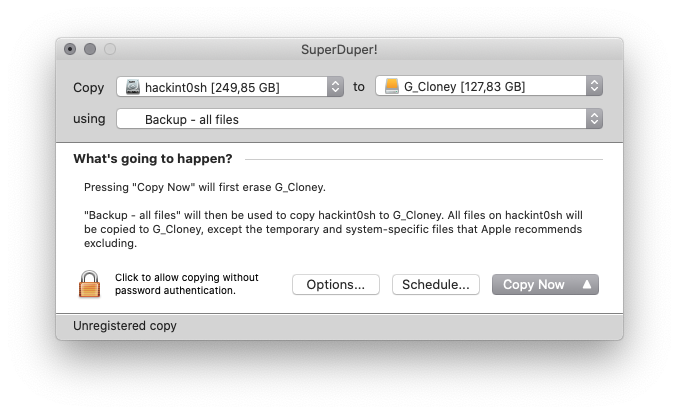 SuperDuper!
Copy hackint0sh [249,85 GB] to G_Cloney [127,83 GB]
using Backup - all files
What's going to happen?
Pressing "Copy Now" will first erase G_Cloney.
"Backup - all files" will then be used to copy hackint0sh to G_Cloney. All files on hackint0sh will
be copied to G_Cloney, except the temporary and system-specific files that Apple recommends
excluding.
Click to allow copying without
password authentication.
Options... Schedule... Copy Now
Unregistered copy